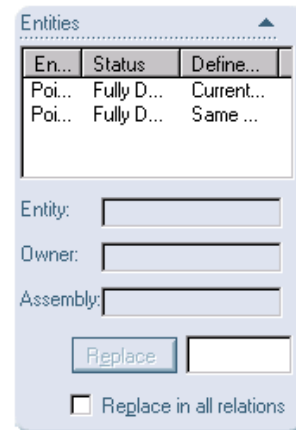 Entities
En... Status Define...
Poi... Fully D... Current...
Poi... Fully D... Same ...
Entity:
Owner:
Assembly:
Replace
Replace in all relations